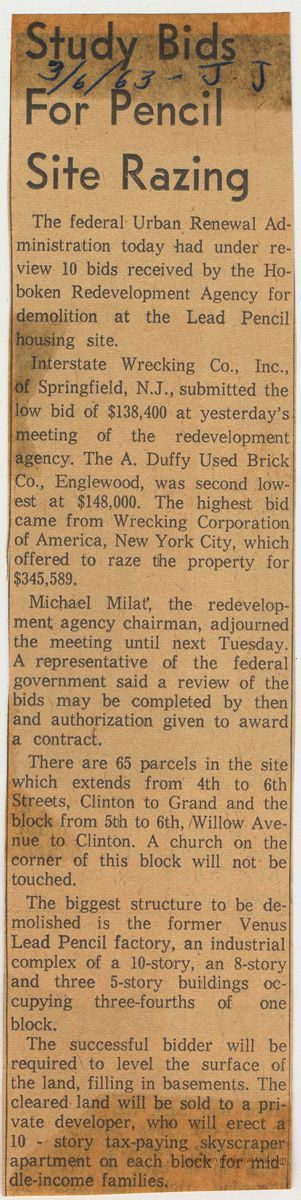 Study Bids
3/6/63 - J.J
For Pencil
Site Razing
The federal Urban Renewal Ad-
ministration today had under re-
view 10 bids received by the Ho-
boken Redevelopment Agency for
demolition at the Lead Pencil
housing site.
Interstate Wrecking Co., Inc.,
of Springfield, N.J., submitted the
low bid of $138,400 at yesterday's
meeting of the redevelopment
agency. The A. Duffy Used Brick
Co., Englewood, was second low-
est at $148,000. The highest bid
came from Wrecking Corporation
of America, New York City, which
offered to raze the property for
$345,589.
Michael Milat, the redevelop-
ment agency chairman, adjourned
the meeting until next Tuesday.
A representative of the federal
government said a review of the
bids may be completed by then
and authorization given to award
a contract.
There are 65 parcels in the site
which extends from 4th to 6th
Streets, Clinton to Grand and the
block from 5th to 6th, Willow Ave-
nue to Clinton. A church on the
corner of this block will not be
touched.
The biggest structure to be de-
molished is the former Venus
Lead Pencil factory, an industrial
complex of a 10-story, an 8-story
and three 5-story buildings oc-
cupying three-fourths of one
block.
The successful bidder will be
required to level the surface of
the land, filling in basements. The
cleared land will be sold to a pri-
vate developer, who will erect a
10 - story tax-paying skyscraper
apartment on each block for mid-
dle-income families.